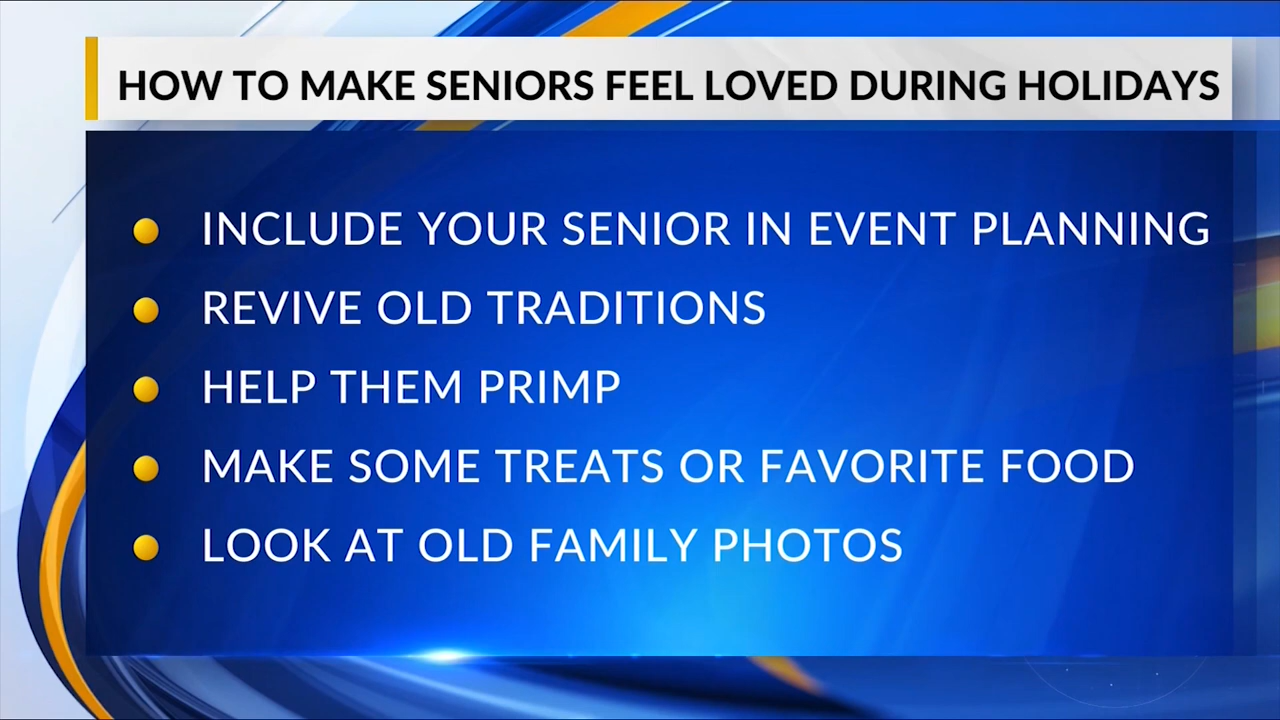 HOW TO MAKE SENIORS FEEL LOVED DURING HOLIDAYS
INCLUDE YOUR SENIOR IN EVENT PLANNING
REVIVE OLD TRADITIONS
HELP THEM PRIMP
MAKE SOME TREATS OR FAVORITE FOOD
LOOK AT OLD FAMILY PHOTOS